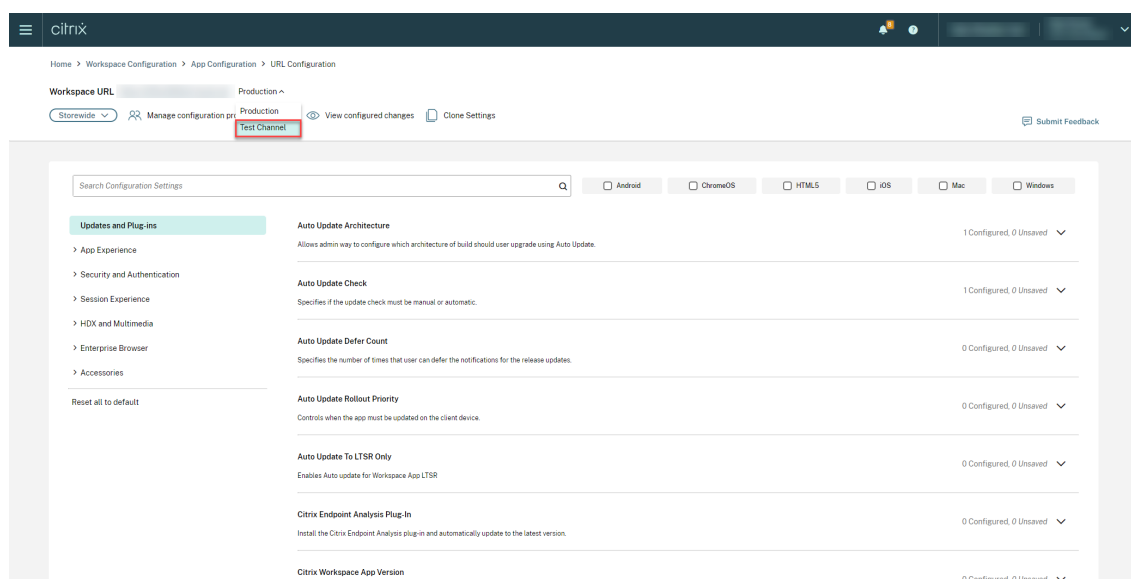 citrix
8
?
Home > Workspace Configuration > App Configuration > URL Configuration
Workspace URL Production
Storewide Manage configuration pr View configured changes Clone Settings
Production
Test Channel
Submit Feedback
Search Configuration Settings
Android ChromeOS HTML5 iOS Mac Windows
Updates and Plug-ins
> App Experience
> Security and Authentication
> Session Experience
> HDX and Multimedia
> Enterprise Browser
> Accessories
Reset all to default
Auto Update Architecture
Allows admin way to configure which architecture of build should user upgrade using Auto Update.
1 Configured, 0 Unsaved
Auto Update Check
Specifies if the update check must be manual or automatic.
1 Configured, 0 Unsaved
Auto Update Defer Count
Specifies the number of times that user can defer the notifications for the release updates.
0 Configured, 0 Unsaved
Auto Update Rollout Priority
Controls when the app must be updated on the client device.
0 Configured, 0 Unsaved
Auto Update To LTSR Only
Enables Auto update for Workspace App LTSR
0 Configured, 0 Unsaved
Citrix Endpoint Analysis Plug-In
Install the Citrix Endpoint Analysis plug-in and automatically update to the latest version.
0 Configured, 0 Unsaved
Citrix Workspace App Version
0 Configured, 0 Unsaved